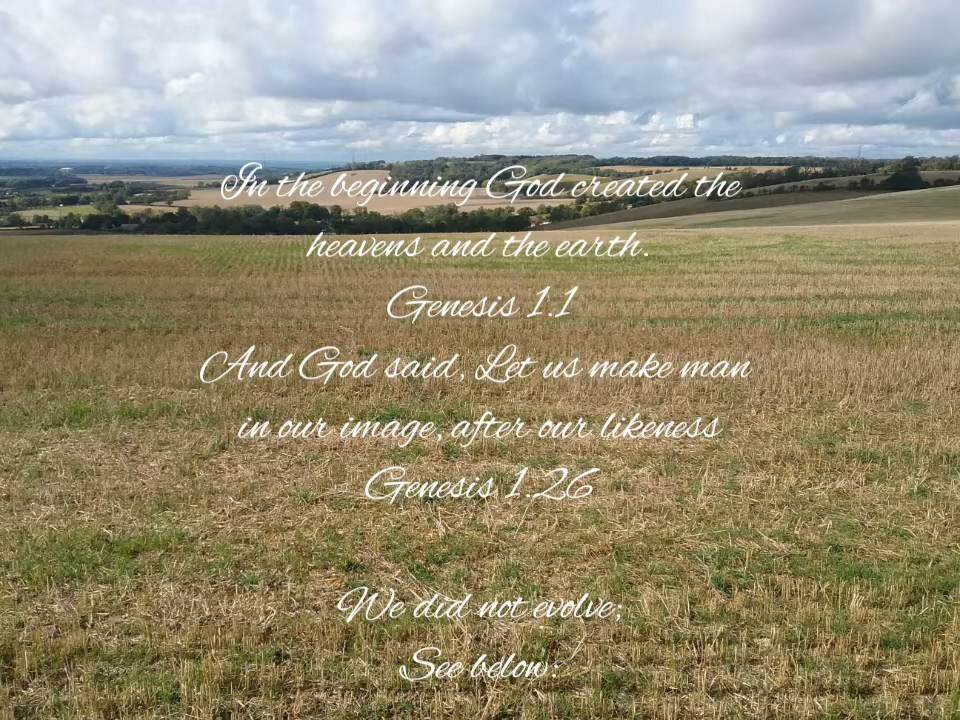 In the beginning God created the
heavens and the earth.
Genesis 1.1
And God said, Let us make man
in our image, after our likeness
Genesis 1.26
We did not evolve;
See below: